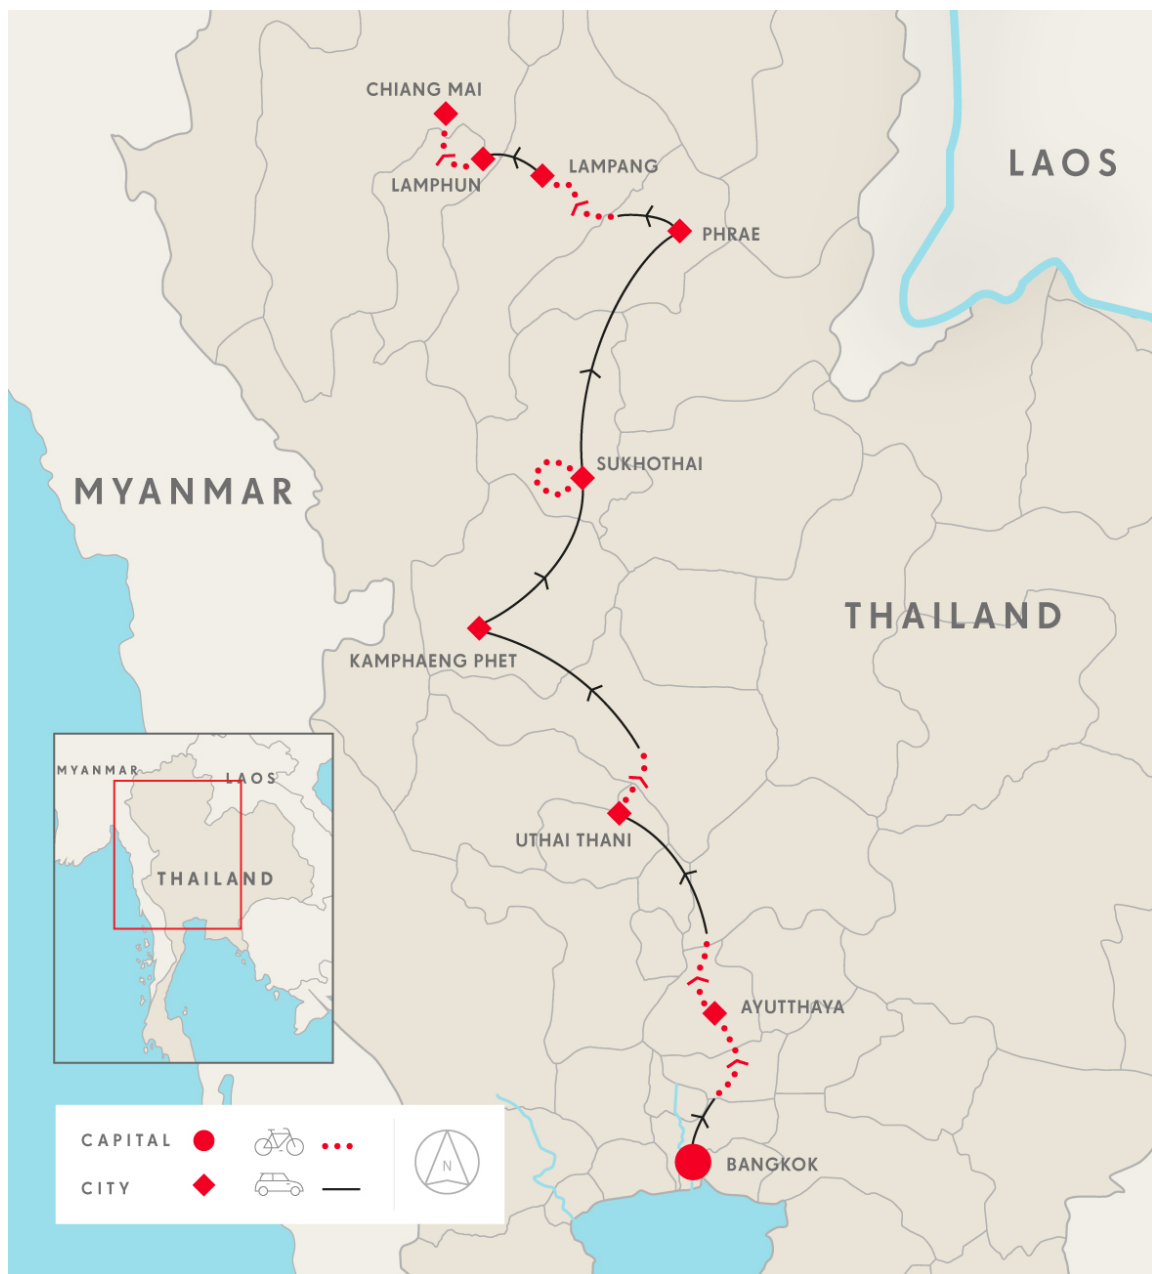 CHIANG MAI
LAOS
LAMPANG
LAMPHUN
PHRAE
SUKHOTHAI
MYANMAR
THAILAND
KAMPHAENG PHET
MYANMAR
LAOS
THAILAND
UTHAI THANI
AYUTTHAYA
BANGKOK
CAPITAL
CITY
N